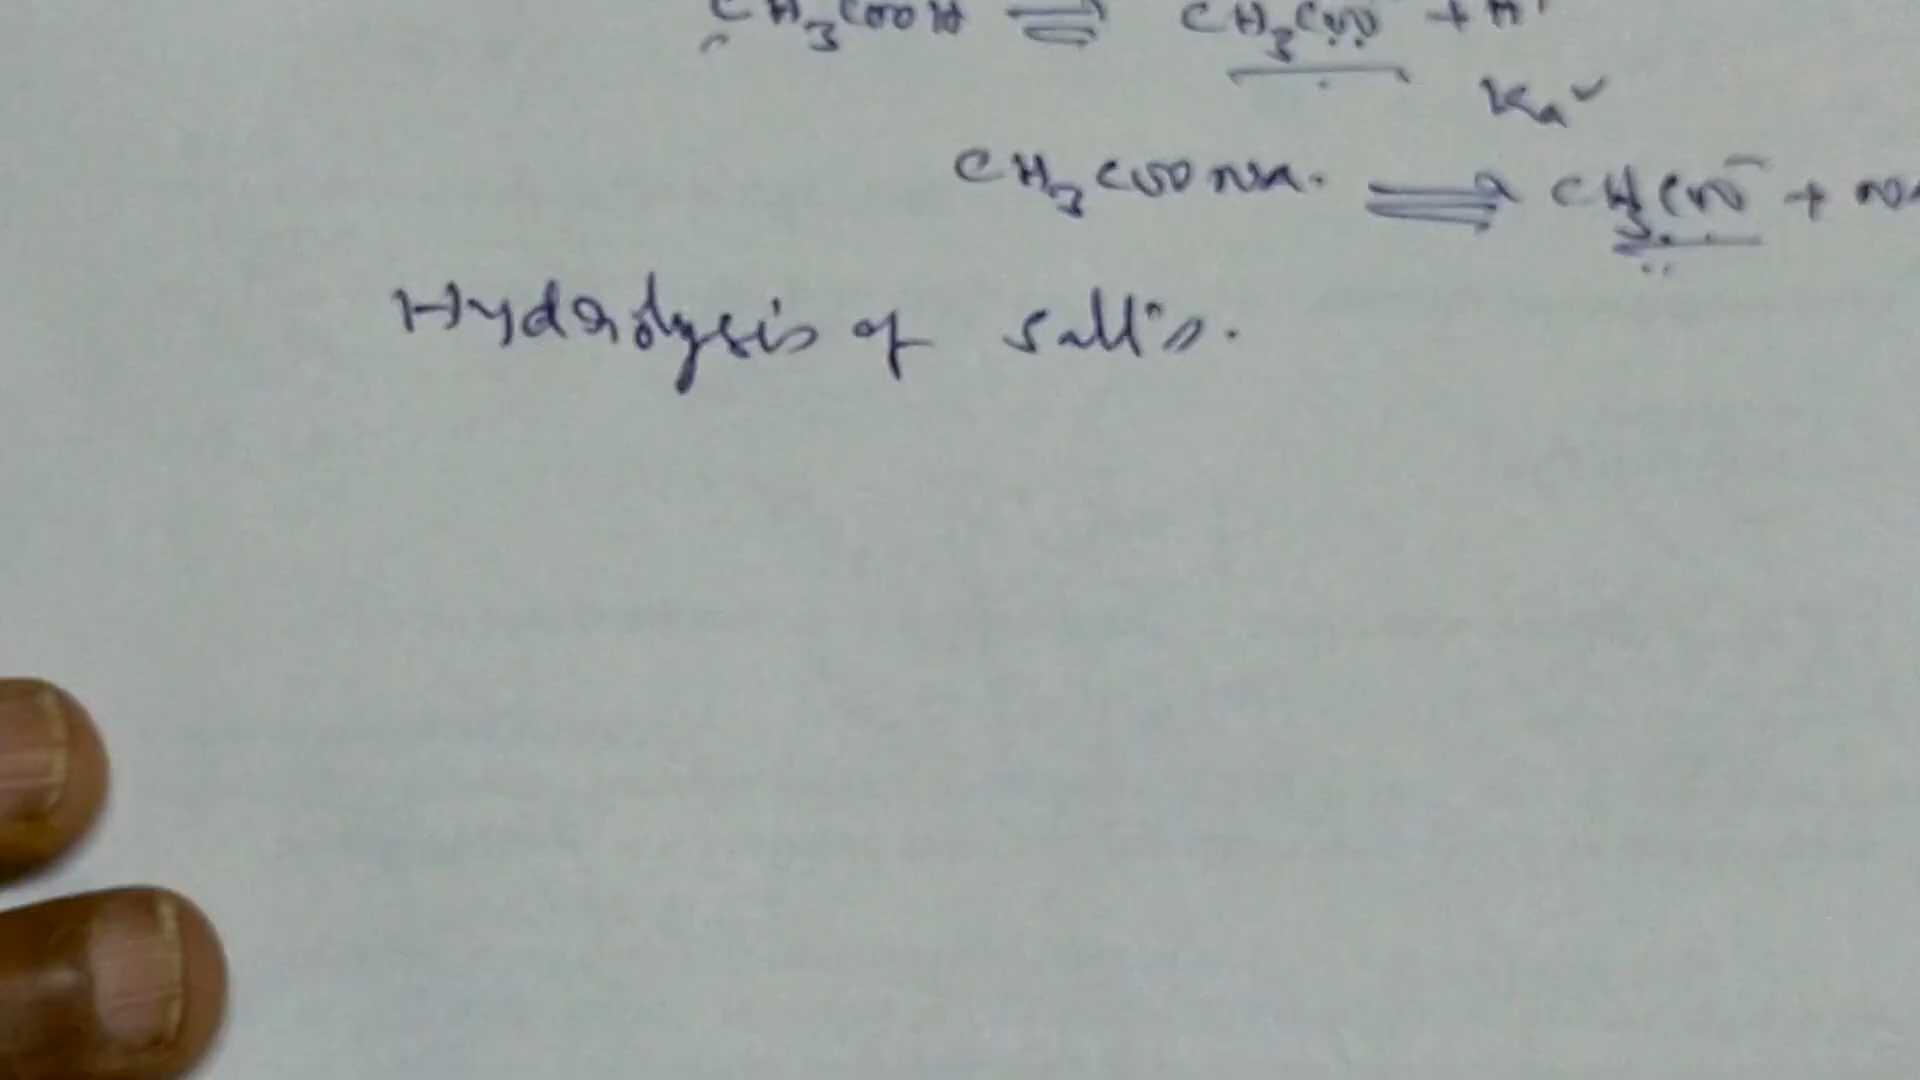 CH₃COOH ⇌ CH₃COO⁻ + H⁺
Ka ✓
CH₃COONa. ⇌ CH₃COO⁻ + Na
Hydrolysis of Salts.